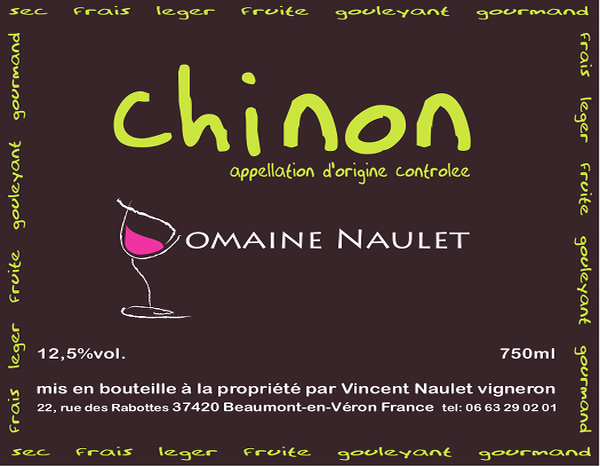 sec frais leger fruite gouleyant gourmand
frais leger fruite gouleyant gourmand
frais leger fruite gouleyant gourmand
chinon
appellation d'origine controlee
DOMAINE NAULET
12,5%vol. 750ml
mis en bouteille à la propriété par Vincent Naulet vigneron
22, rue des Rabottes 37420 Beaumont-en-Véron France tel: 06 63 29 02 01
sec frais leger fruite gouleyant gourmand